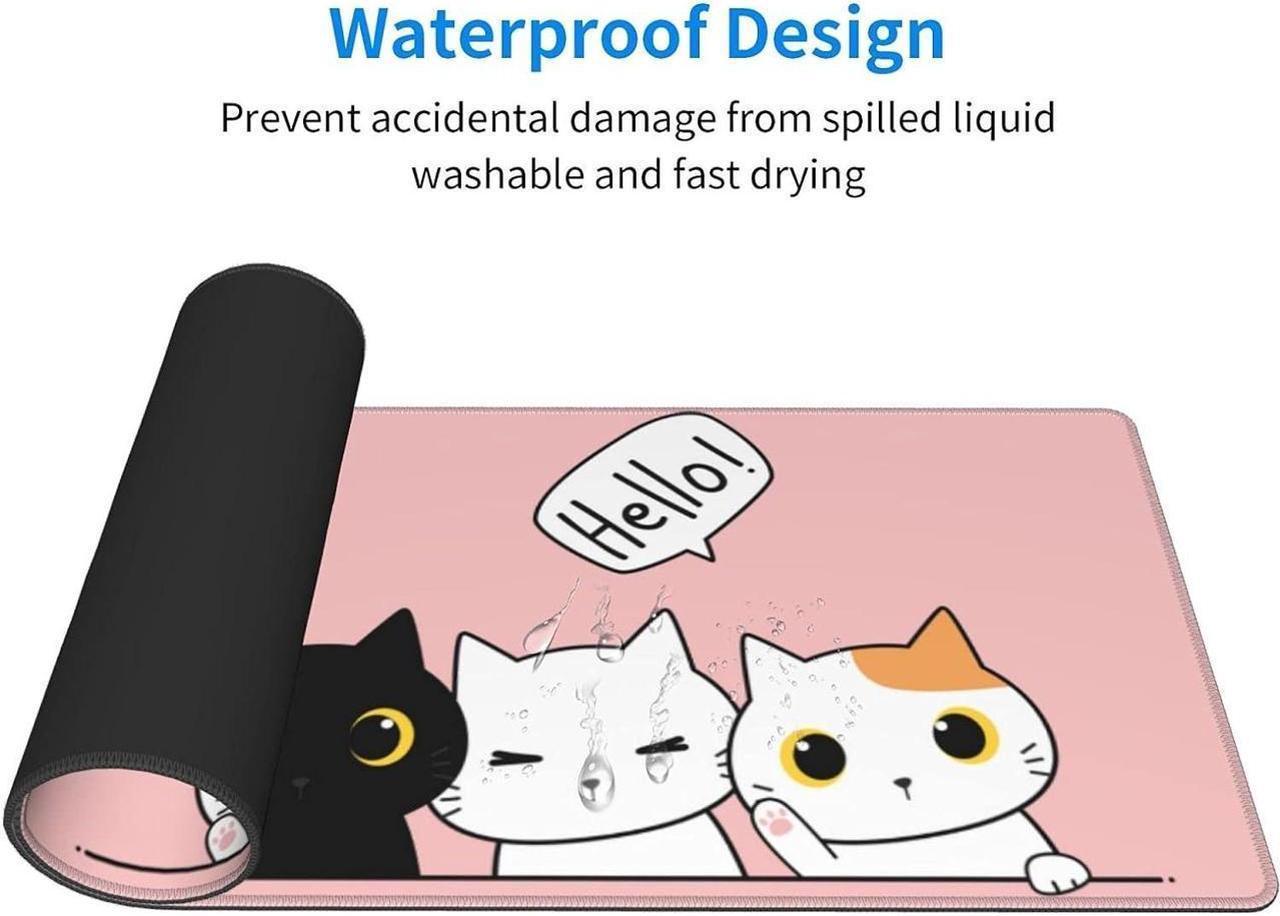 Waterproof Design
Prevent accidental damage from spilled liquid
washable and fast drying
Hello!